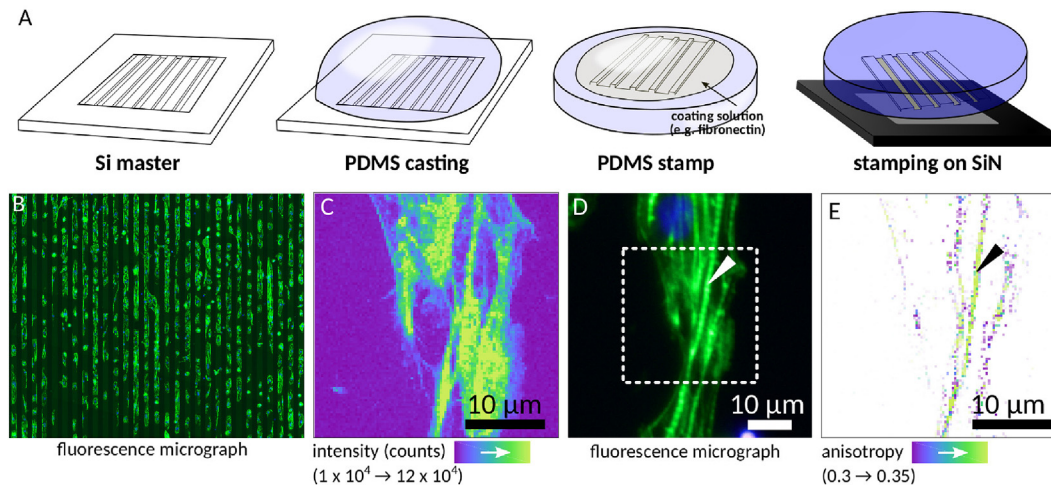 A
coating solution
(e.g. fibronectin)
Si master
PDMS casting
PDMS stamp
stamping on SiN
B
C
D
E
10 μm
10 μm
10 μm
fluorescence micrograph
intensity (counts)
(1 x 10⁴ → 12 x 10⁴)
fluorescence micrograph
anisotropy
(0.3 → 0.35)